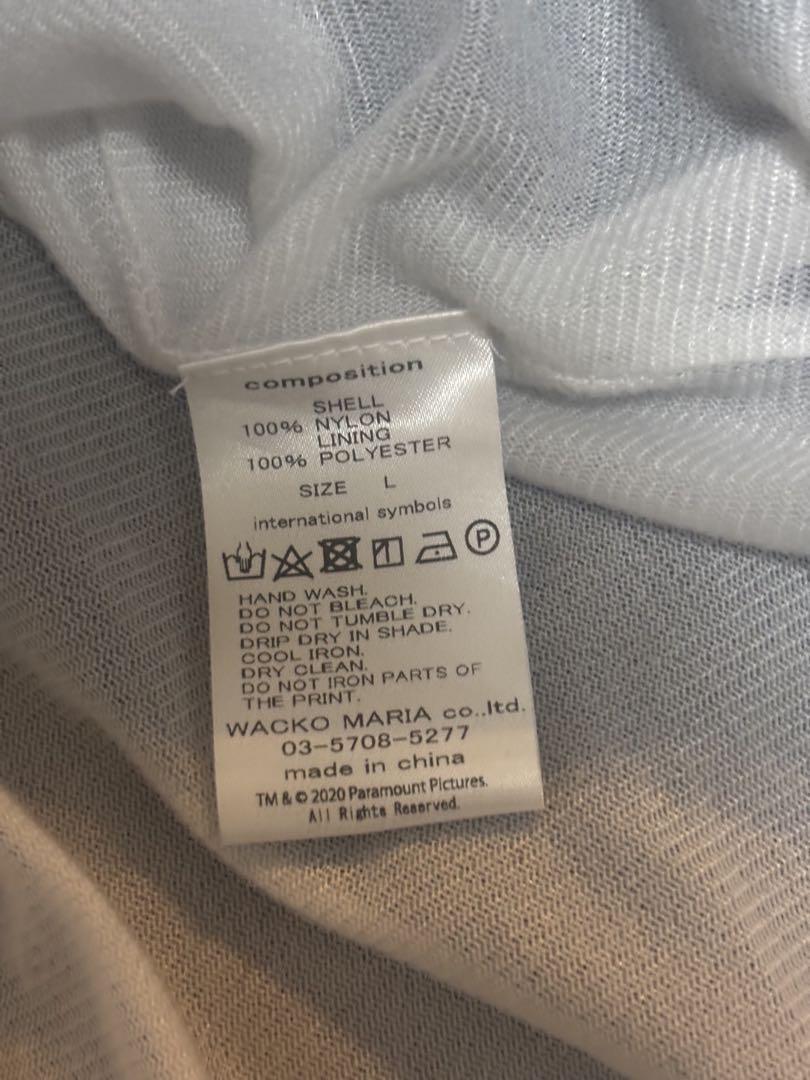 composition
SHELL
100% NYLON
LINING
100% POLYESTER
SIZE L
international symbols
P
HAND WASH.
DO NOT BLEACH.
DO NOT TUMBLE DRY.
DRIP DRY IN SHADE.
COOL IRON.
DRY CLEAN.
DO NOT IRON PARTS OF
THE PRINT.
WACKO MARIA co.,ltd.
03-5708-5277
made in china
TM & © 2020 Paramount Pictures.
All Rights Reserved.